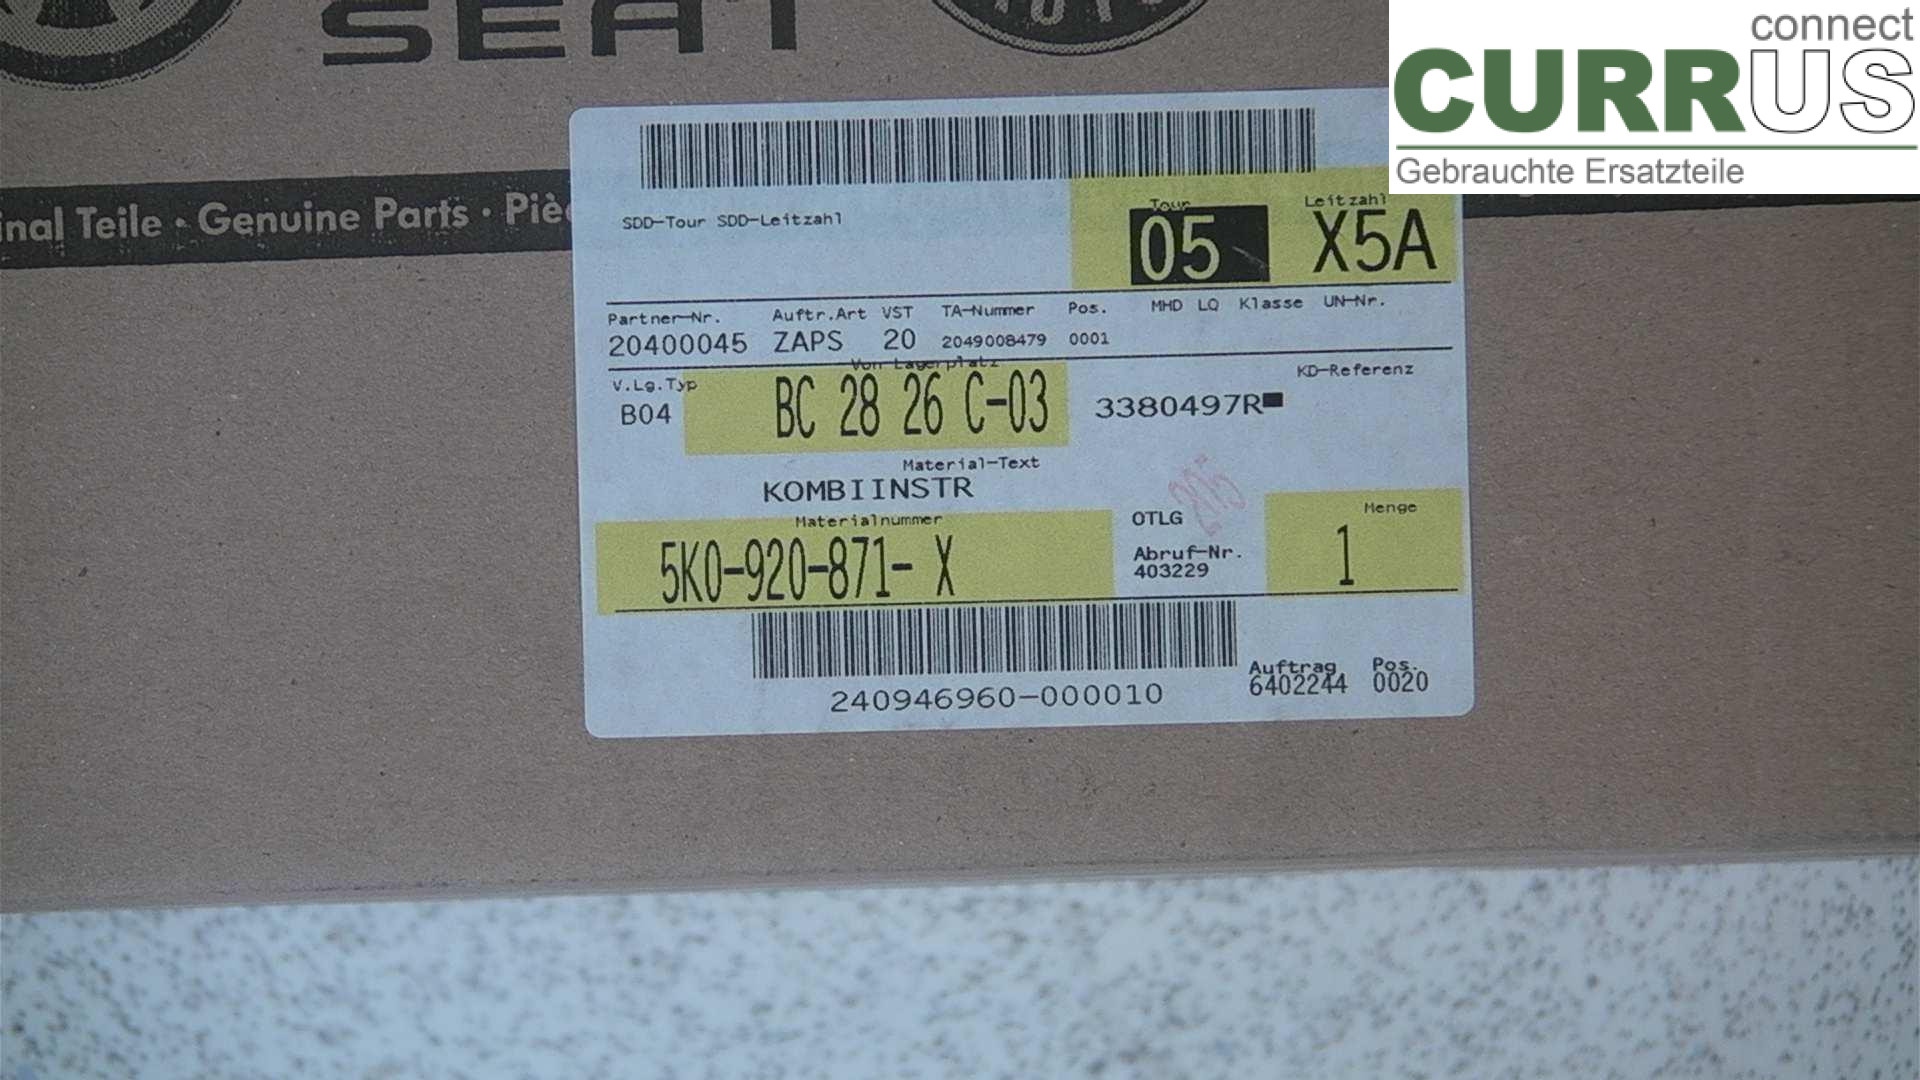 SEAT
AUTO
connect
CURRUS
Gebrauchte Ersatzteile
inal Teile · Genuine Parts · Piè
SDD-Tour SDD-Leitzahl
Tour
05
Leitzahl
X5A
Partner-Nr. Auftr.Art VST TA-Nummer Pos. MHD LQ Klasse UN-Nr.
20400045 ZAPS 20 2049008479 0001
V.Lg.Typ Von Lagerplatz KD-Referenz
B04 BC 28 26 C-03 3380497R
Material-Text
KOMBIINSTR
Materialnummer
5K0-920-871- X
OTLG
Abruf-Nr.
403229
Menge
1
240946960-000010
Auftrag Pos.
6402244 0020